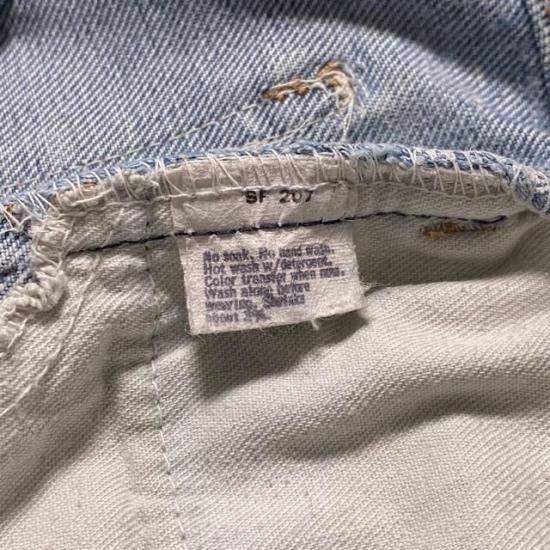 SF 207
No soak. No hand wash.
Hot wash w/detergent.
Color transfer when new.
Wash alone before
wearing. Shrinks
about